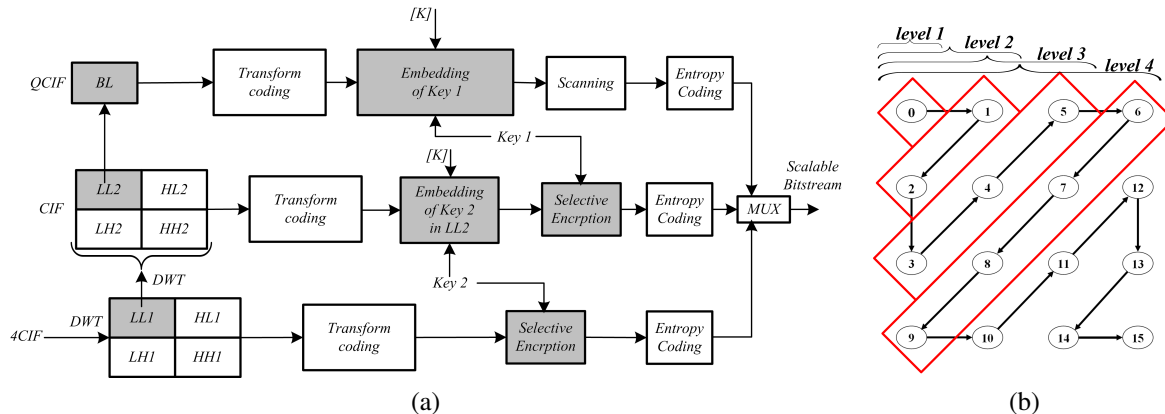 [K]
QCIF
BL
Transform
coding
Embedding
of Key 1
Scanning
Entropy
Coding
Key 1
[K]
CIF
LL2
HL2
LH2
HH2
Transform
coding
Embedding
of Key 2
in LL2
Selective
Encrption
Entropy
Coding
MUX
Scalable
Bitstream
DWT
Key 2
4CIF
DWT
LL1
HL1
LH1
HH1
Transform
coding
Selective
Encrption
Entropy
Coding
(a)
level 1
level 2
level 3
level 4
0
1
5
6
2
4
7
12
3
8
11
13
9
10
14
15
(b)